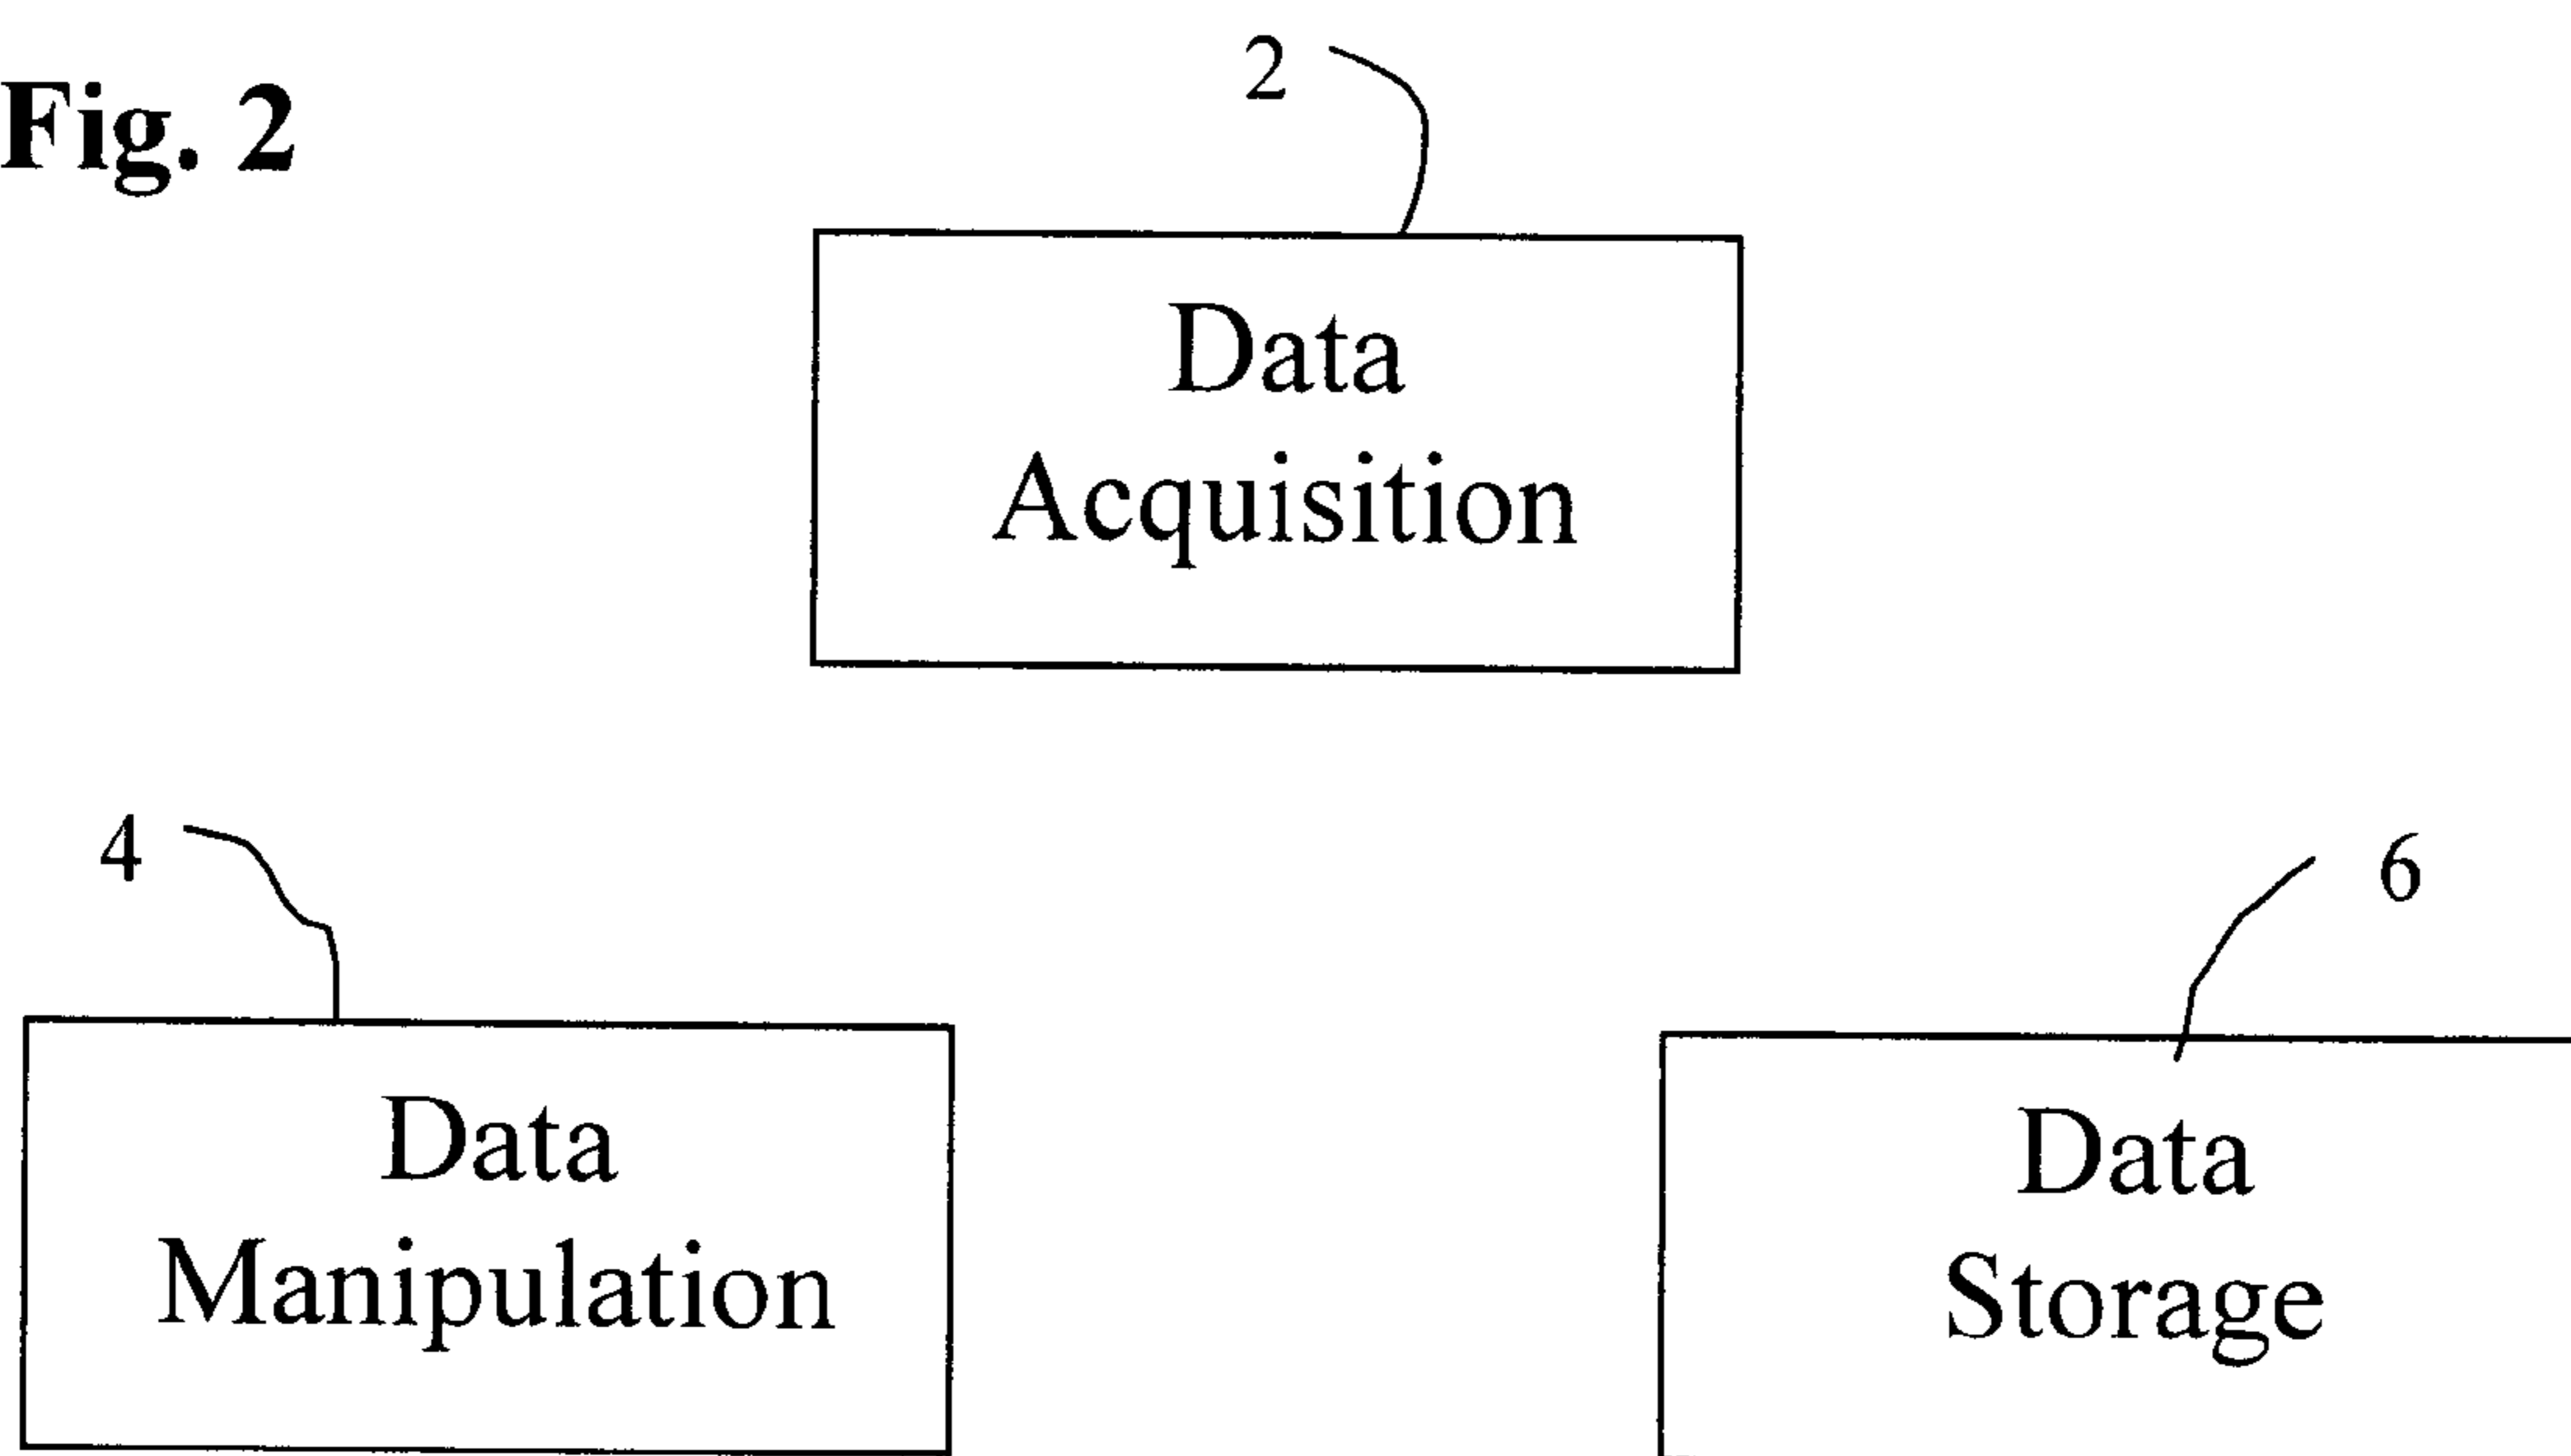 Fig. 2
2
Data
Acquisition
4
6
Data
Manipulation
Data
Storage